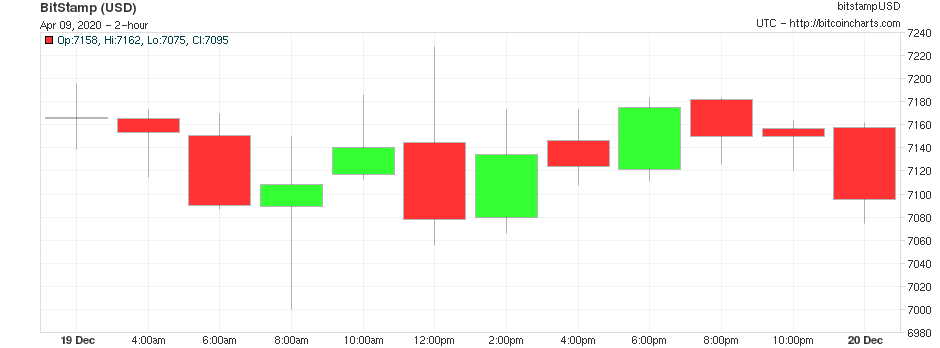 BitStamp (USD)
bitstampUSD
Apr 09, 2020 - 2-hour
UTC - http://bitcoincharts.com
Op:7158, Hi:7162, Lo:7075, Cl:7095
7240
7220
7200
7180
7160
7140
7120
7100
7080
7060
7040
7020
7000
6980
19 Dec 4:00am 6:00am 8:00am 10:00am 12:00pm 2:00pm 4:00pm 6:00pm 8:00pm 10:00pm 20 Dec